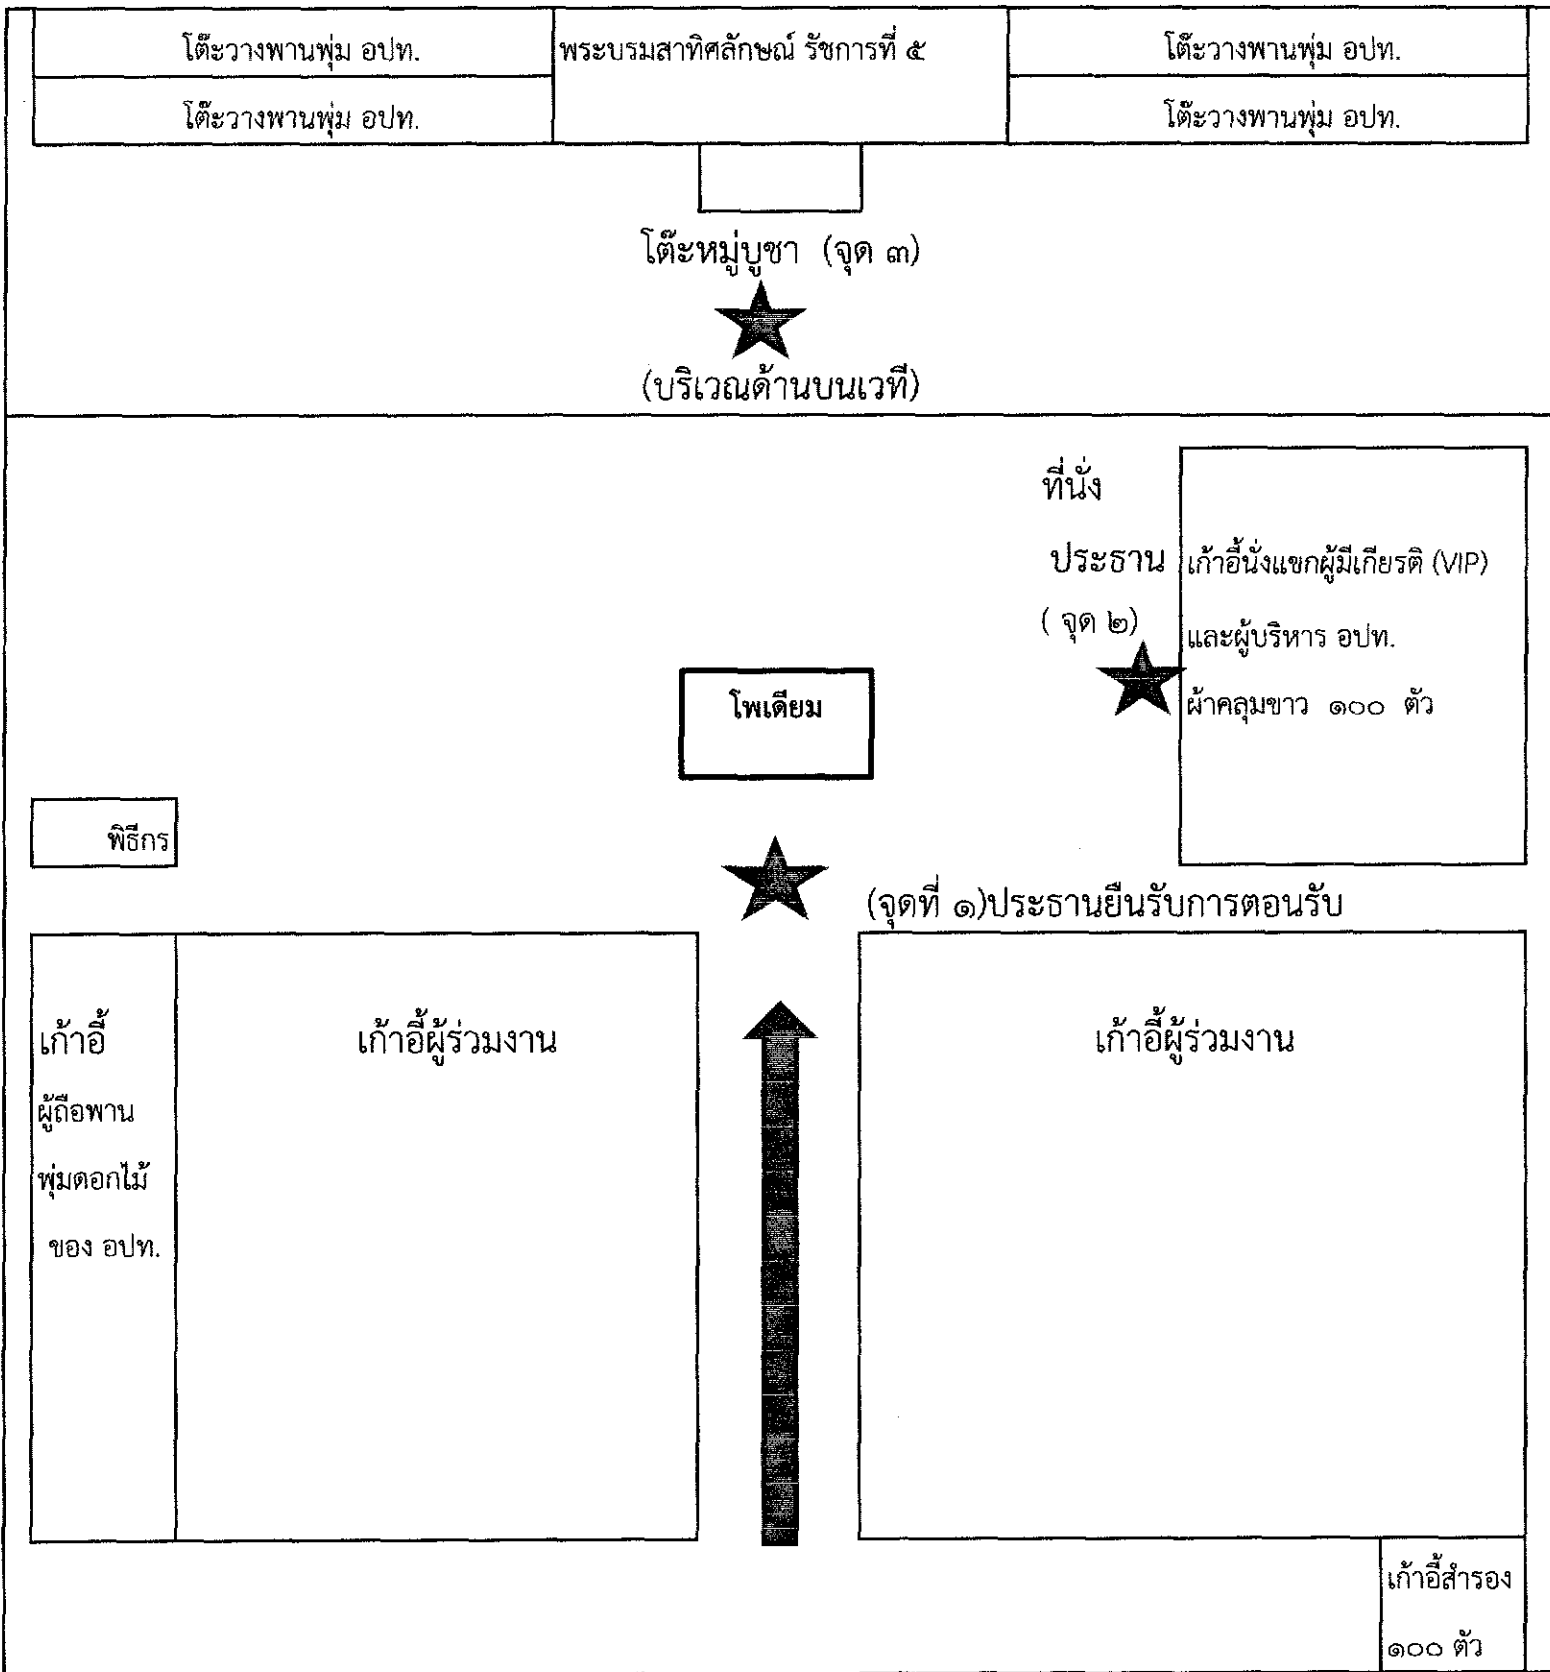 โต๊ะวางพานพุ่ม อปท.
พระบรมสาทิศลักษณ์ รัชการที่ ๕
โต๊ะวางพานพุ่ม อปท.
โต๊ะวางพานพุ่ม อปท.
โต๊ะวางพานพุ่ม อปท.
โต๊ะหมู่บูชา (จุด ๓)
(บริเวณด้านบนเวที)
ที่นั่ง
ประธาน
( จุด ๒)
เก้าอี้นั่งแขกผู้มีเกียรติ (VIP)
และผู้บริหาร อปท.
ผ้าคลุมขาว ๑๐๐ ตัว
โพเดียม
พิธีกร
(จุดที่ ๑)ประธานยืนรับการตอนรับ
เก้าอี้
ผู้ถือพาน
พุ่มดอกไม้
ของ อปท.
เก้าอี้ผู้ร่วมงาน
เก้าอี้ผู้ร่วมงาน
เก้าอี้สำรอง
๑๐๐ ตัว